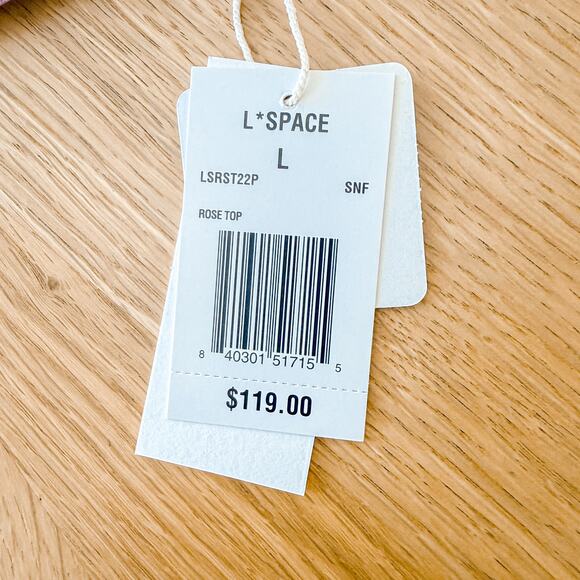 L*SPACE
L
LSRST22P SNF
ROSE TOP
8 40301 51715 5
$119.00